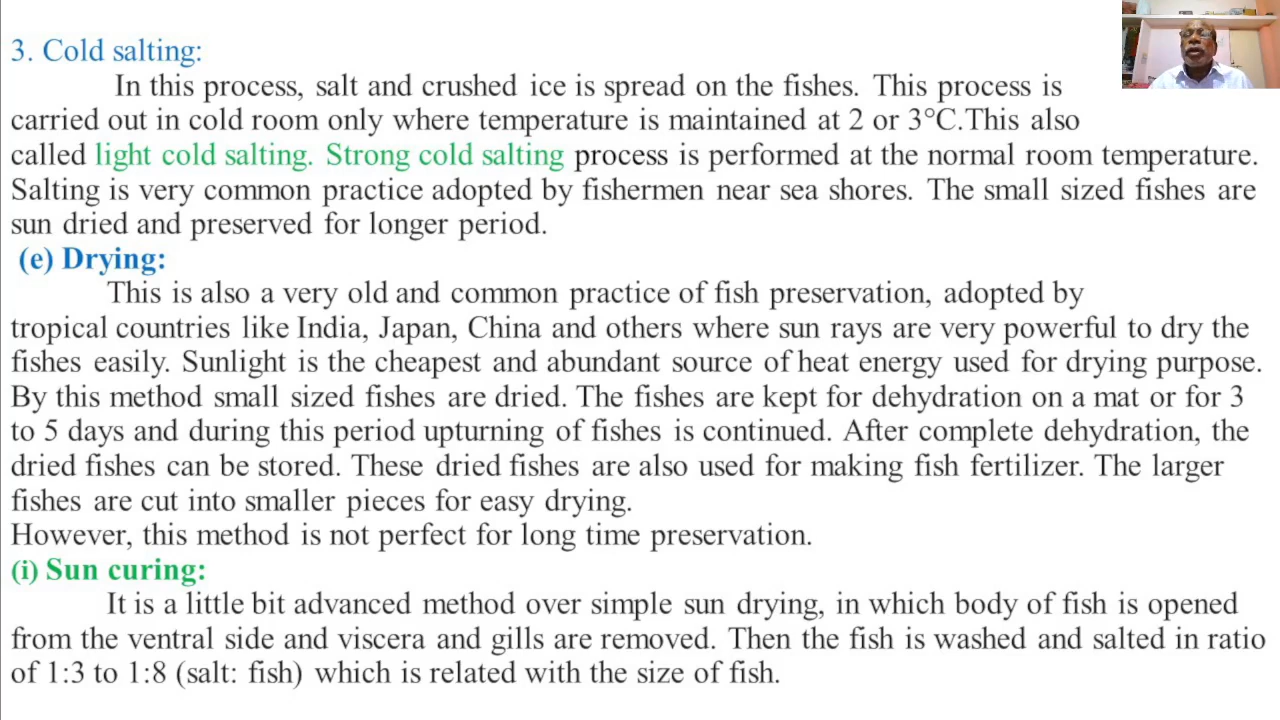 3. Cold salting:
In this process, salt and crushed ice is spread on the fishes. This process is
carried out in cold room only where temperature is maintained at 2 or 3°C.This also
called light cold salting. Strong cold salting process is performed at the normal room temperature.
Salting is very common practice adopted by fishermen near sea shores. The small sized fishes are
sun dried and preserved for longer period.
(e) Drying:
This is also a very old and common practice of fish preservation, adopted by
tropical countries like India, Japan, China and others where sun rays are very powerful to dry the
fishes easily. Sunlight is the cheapest and abundant source of heat energy used for drying purpose.
By this method small sized fishes are dried. The fishes are kept for dehydration on a mat or for 3
to 5 days and during this period upturning of fishes is continued. After complete dehydration, the
dried fishes can be stored. These dried fishes are also used for making fish fertilizer. The larger
fishes are cut into smaller pieces for easy drying.
However, this method is not perfect for long time preservation.
(i) Sun curing:
It is a little bit advanced method over simple sun drying, in which body of fish is opened
from the ventral side and viscera and gills are removed. Then the fish is washed and salted in ratio
of 1:3 to 1:8 (salt: fish) which is related with the size of fish.